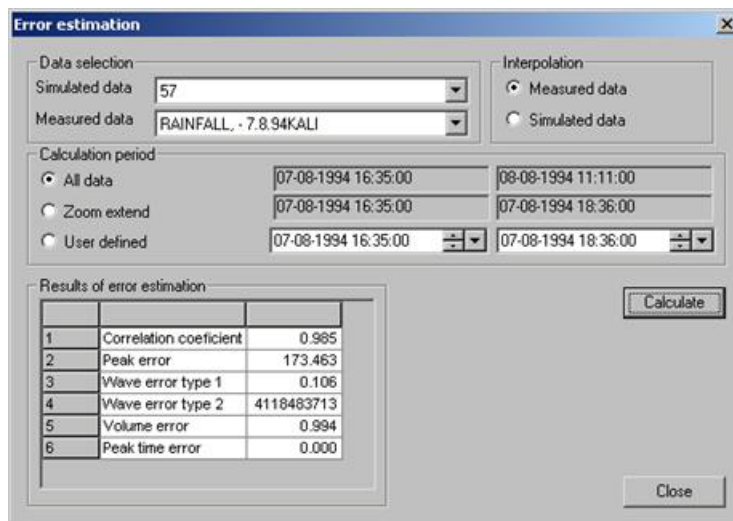 Error estimation
Data selection
Simulated data 57
Measured data RAINFALL, - 7.8.94KALI
Interpolation
Measured data
Simulated data
Calculation period
All data 07-08-1994 16:35:00 08-08-1994 11:11:00
Zoom extend 07-08-1994 16:35:00 07-08-1994 18:36:00
User defined 07-08-1994 16:35:00 07-08-1994 18:36:00
Results of error estimation
1 Correlation coeficient 0.985
2 Peak error 173.463
3 Wave error type 1 0.106
4 Wave error type 2 4118483713
5 Volume error 0.994
6 Peak time error 0.000
Calculate
Close